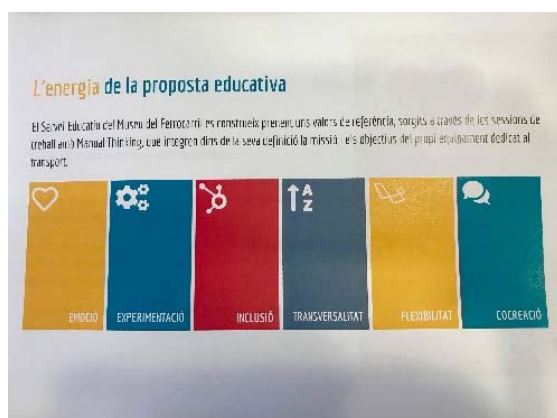 L'energia de la proposta educativa
El Servei Educatiu del Museu del Ferrocarril es construeix prenent uns valors de referència, sorgits a través de les sessions de
treball amb Manual Thinking, que integren dins de la seva definició la missió i els objectius del propi equipament dedicat al
transport.
A
Z
EMOCIÓ
EXPERIMENTACIÓ
INCLUSIÓ
TRANSVERSALITAT
FLEXIBILITAT
COCREACIÓ